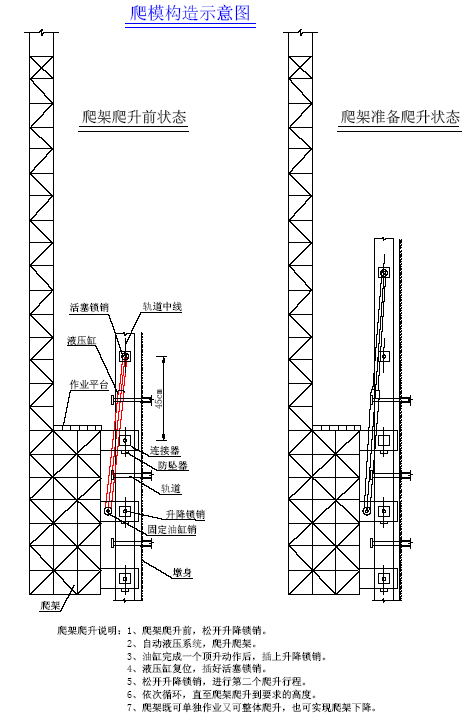 爬模构造示意图
爬架爬升前状态
爬架准备爬升状态
活塞锁销
轨道中线
液压缸
作业平台
45cm
连接器
防坠器
轨道
升降锁销
固定油缸销
墩身
爬架
爬架爬升说明：1、爬架爬升前，松开升降锁销。
2、自动液压系统，爬升爬架。
3、油缸完成一个顶升动作后，插上升降锁销。
4、液压缸复位，插好活塞锁销。
5、松开升降锁销，进行第二个爬升行程。
6、依次循环，直至爬架爬升到要求的高度。
7、爬架既可单独作业又可整体爬升，也可实现爬架下降。